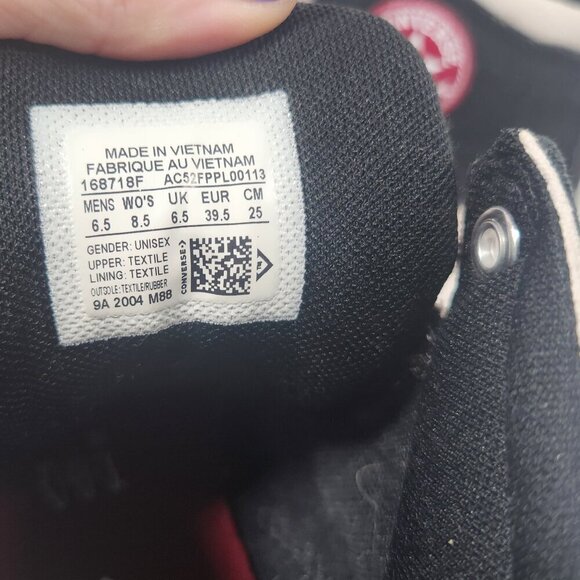 MADE IN VIETNAM
FABRIQUE AU VIETNAM
168718F AC52FPPL00113
MENS WO'S UK EUR CM
6.5 8.5 6.5 39.5 25
GENDER: UNISEX
UPPER: TEXTILE
LINING: TEXTILE
OUTSOLE: TEXTILE/RUBBER
9A 2004 M88
CONVERSE
CONVERSE